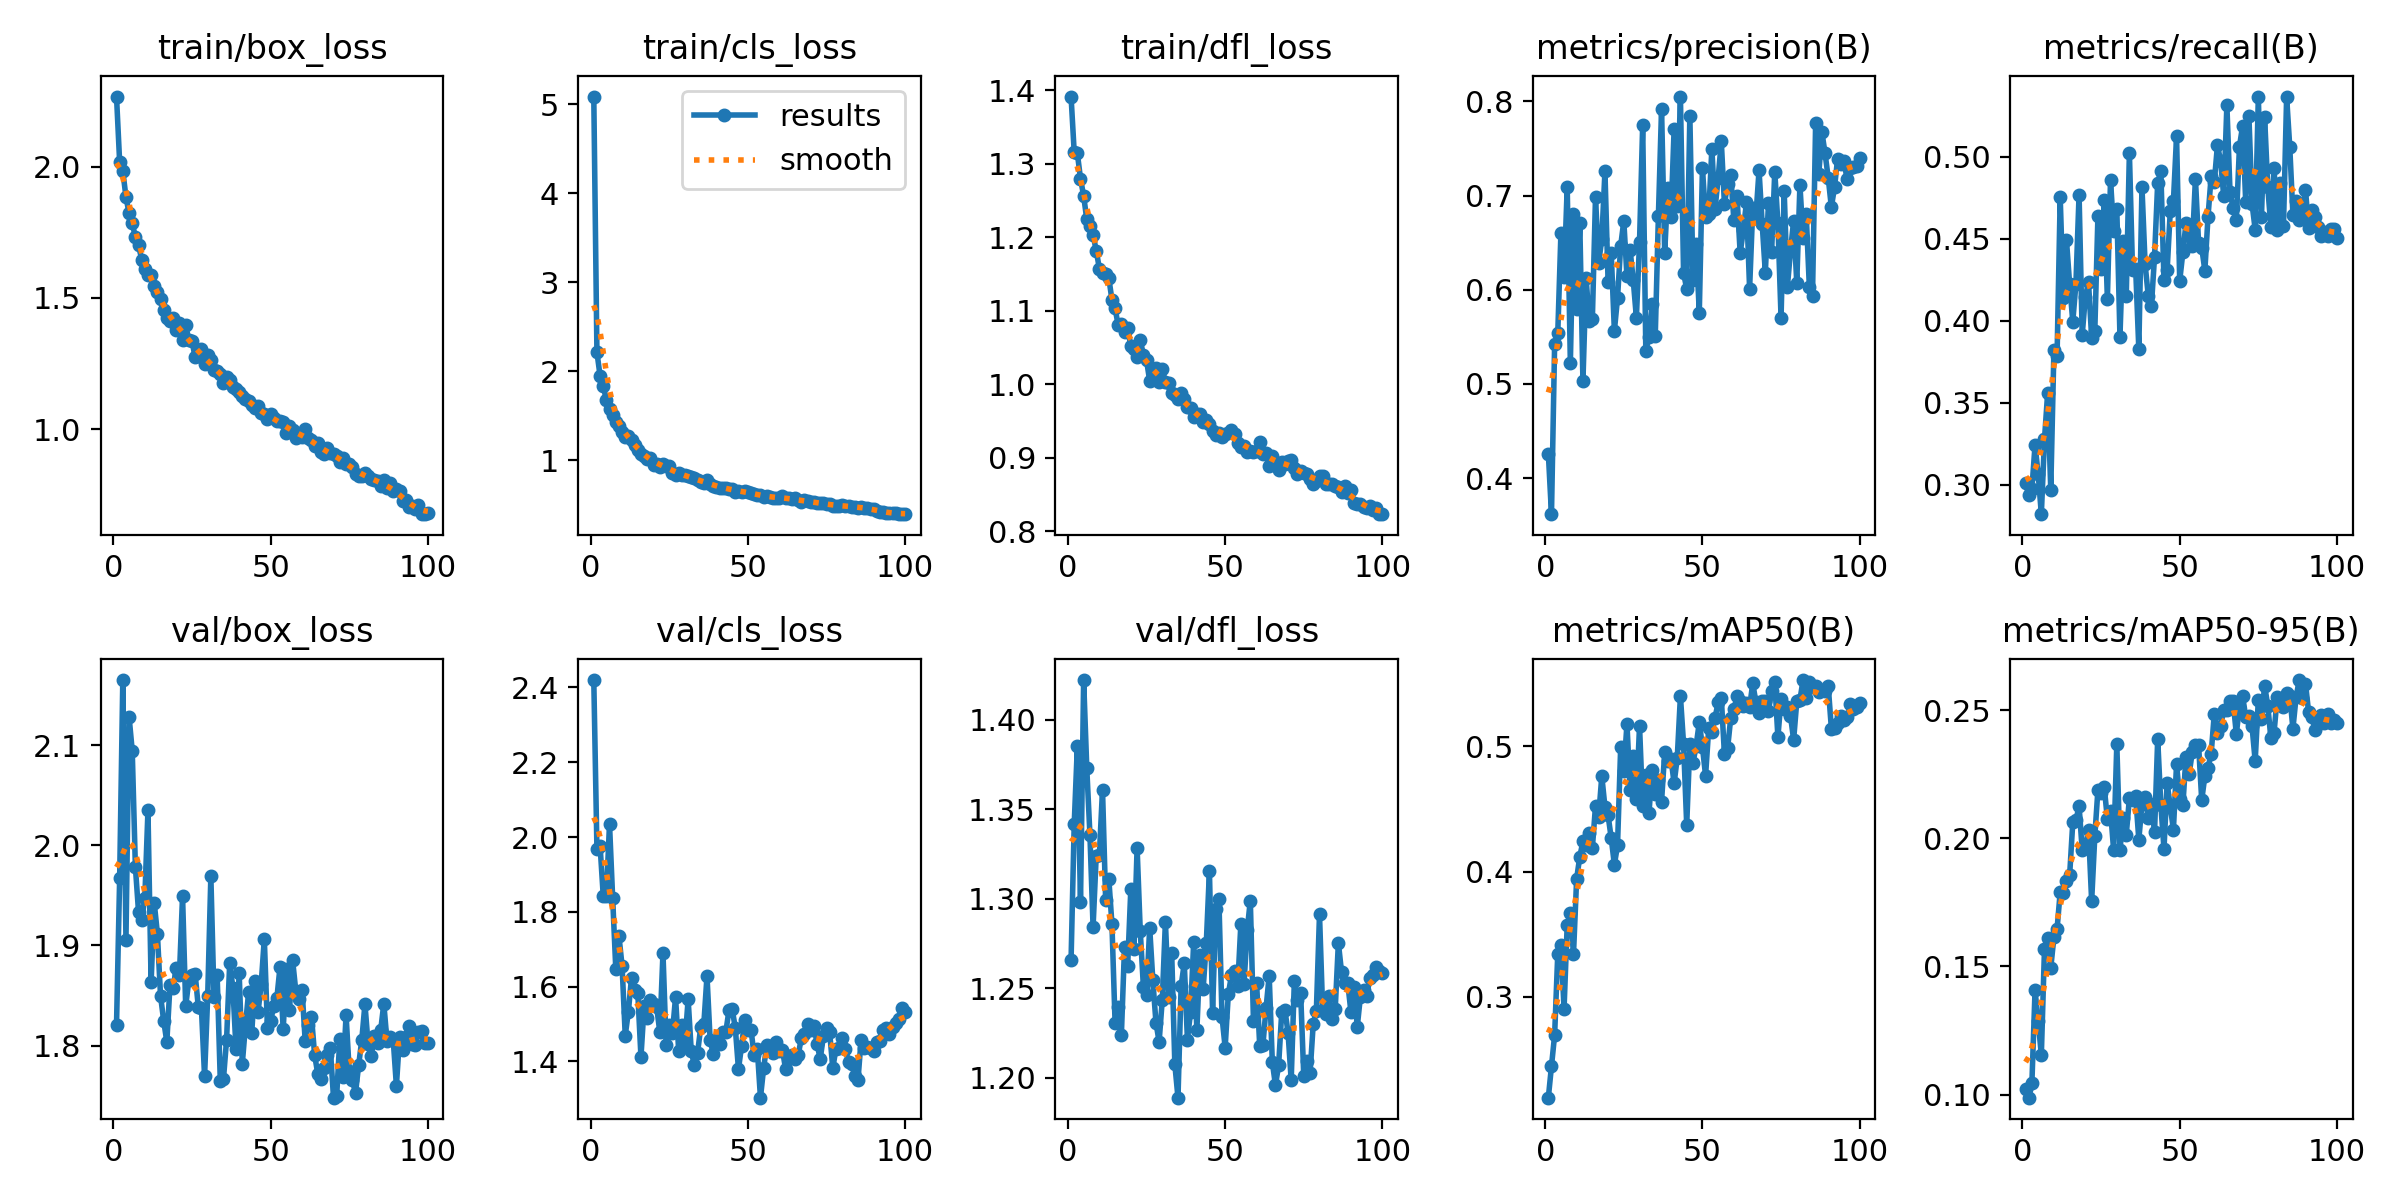 train/box_loss
2.0
1.5
1.0
0 50 100
train/cls_loss
results
smooth
5
4
3
2
1
0 50 100
train/dfl_loss
1.4
1.3
1.2
1.1
1.0
0.9
0.8
0 50 100
metrics/precision(B)
0.8
0.7
0.6
0.5
0.4
0 50 100
metrics/recall(B)
0.50
0.45
0.40
0.35
0.30
0 50 100
val/box_loss
2.1
2.0
1.9
1.8
0 50 100
val/cls_loss
2.4
2.2
2.0
1.8
1.6
1.4
0 50 100
val/dfl_loss
1.40
1.35
1.30
1.25
1.20
0 50 100
metrics/mAP50(B)
0.5
0.4
0.3
0 50 100
metrics/mAP50-95(B)
0.25
0.20
0.15
0.10
0 50 100